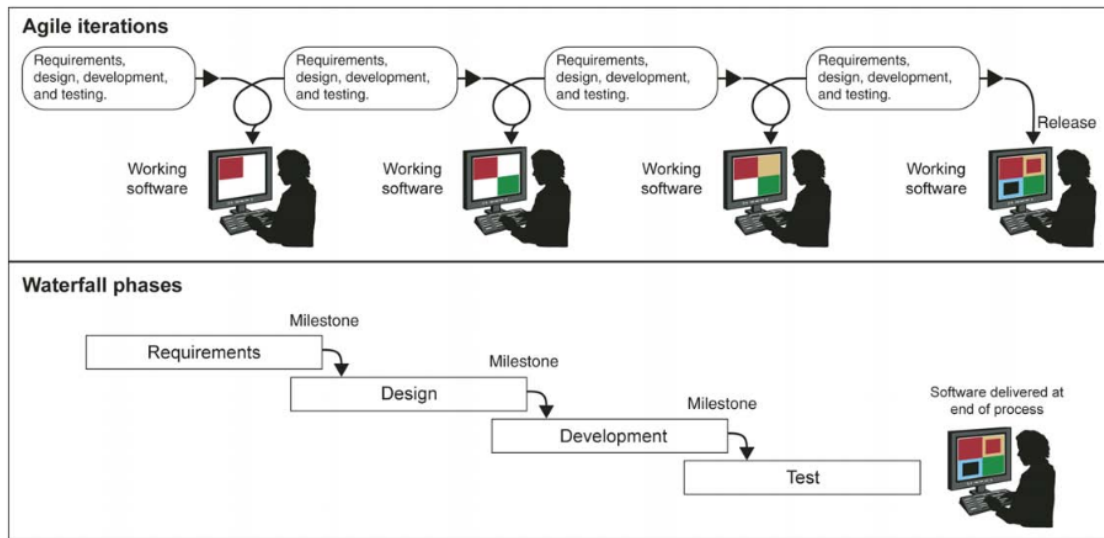 Agile iterations
Requirements,
design, development,
and testing.
Requirements,
design, development,
and testing.
Requirements,
design, development,
and testing.
Requirements,
design, development,
and testing.
Release
Working
software
Working
software
Working
software
Working
software
Waterfall phases
Milestone
Requirements
Milestone
Design
Milestone
Development
Test
Software delivered at
end of process